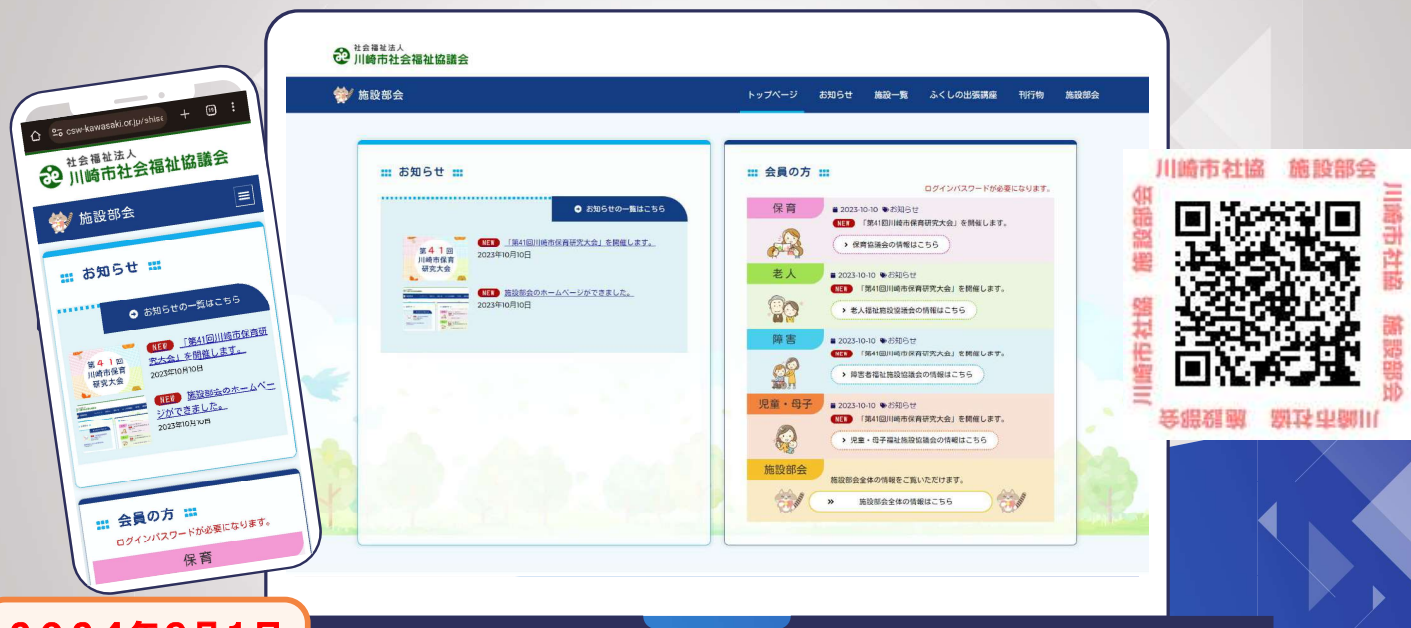 csw-kawasaki.or.jp/shise
社会福祉法人
川崎市社会福祉協議会
施設部会
お知らせ
お知らせの一覧はこちら
第41回
川崎市保育
研究大会
NEW 「第41回川崎市保育研
究大会」を開催します。
2023年10月10日
NEW 施設部会のホームペー
ジができました。
2023年10月10日
会員の方
ログインパスワードが必要になります。
保育
社会福祉法人
川崎市社会福祉協議会
施設部会
トップページ お知らせ 施設一覧 ふくしの出張講座 刊行物 施設部会
お知らせ
お知らせの一覧はこちら
第41回
川崎市保育
研究大会
NEW 「第41回川崎市保育研究大会」を開催します。
2023年10月10日
NEW 施設部会のホームページができました。
2023年10月10日
会員の方
ログインパスワードが必要になります。
保育
2023-10-10 お知らせ
NEW 「第41回川崎市保育研究大会」を開催します。
保育協議会の情報はこちら
老人
2023-10-10 お知らせ
NEW 「第41回川崎市保育研究大会」を開催します。
老人福祉施設協議会の情報はこちら
障害
2023-10-10 お知らせ
NEW 「第41回川崎市保育研究大会」を開催します。
障害者福祉施設協議会の情報はこちら
児童・母子
2023-10-10 お知らせ
NEW 「第41回川崎市保育研究大会」を開催します。
児童・母子福祉施設協議会の情報はこちら
施設部会
施設部会全体の情報をご覧いただけます。
施設部会全体の情報はこちら
川崎市社協 施設部会
川崎市社協 施設部会
川崎市社協 施設部会
川崎市社協 施設部会